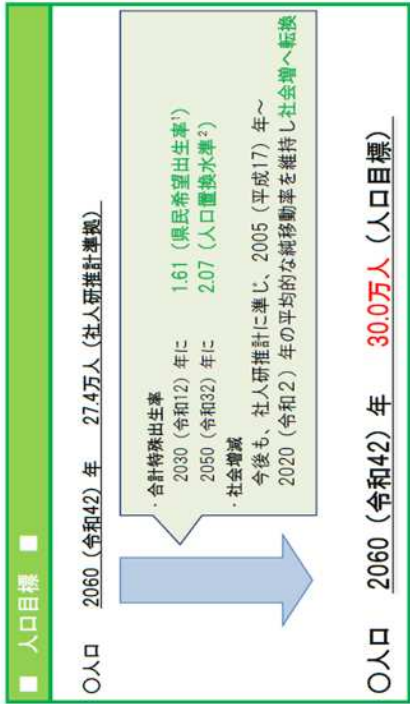 ■ 人口目標 ■
〇人口 2060（令和42）年 27.4万人（社人研推計準拠）
・合計特殊出生率
2030（令和12）年に 1.61（県民希望出生率1）
2050（令和32）年に 2.07（人口置換水準2）
・社会増減
今後も、社人研推計に準じ、2005（平成17）年～
2020（令和２）年の平均的な純移動率を維持し社会増へ転換
〇人口 2060（令和42）年 30.0万人（人口目標）